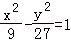 x²/9 - y²/27 = 1